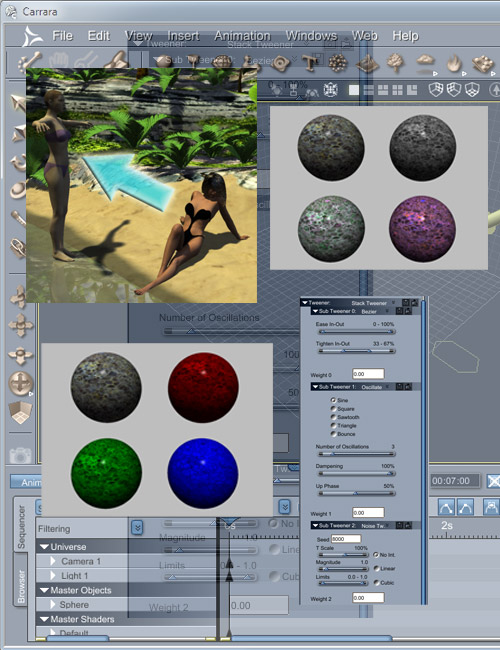 Carrara
File Edit View Insert Animation Windows Web Help
Tweener: Stack Tweener
Sub Tweener 0: Bezier
Number of Oscillations
Tweener: Stack Tweener
Sub Tweener 0: Bezier
Ease In-Out 0 - 100%
Tighten In-Out 33 - 67%
Weight 0 0.00
Sub Tweener 1: Oscillate
Sine
Square
Sawtooth
Triangle
Bounce
Number of Oscillations 3
Dampening 100%
Up Phase 50%
Weight 1 0.00
Sub Tweener 2: Noise Tw..
Seed 8000
T Scale 100% No Int.
Magnitude 1.0 Linear
Limits 0.0 - 1.0 Cubic
Weight 2 0.00
00:07:00
2s
Sequencer
Browser
Filtering
Universe
Camera 1
Light 1
Master Objects
Sphere
Master Shaders
Default
0s
No Int.
Magnitude
Limits 0.0 - 1.0
Weight 2 0.00